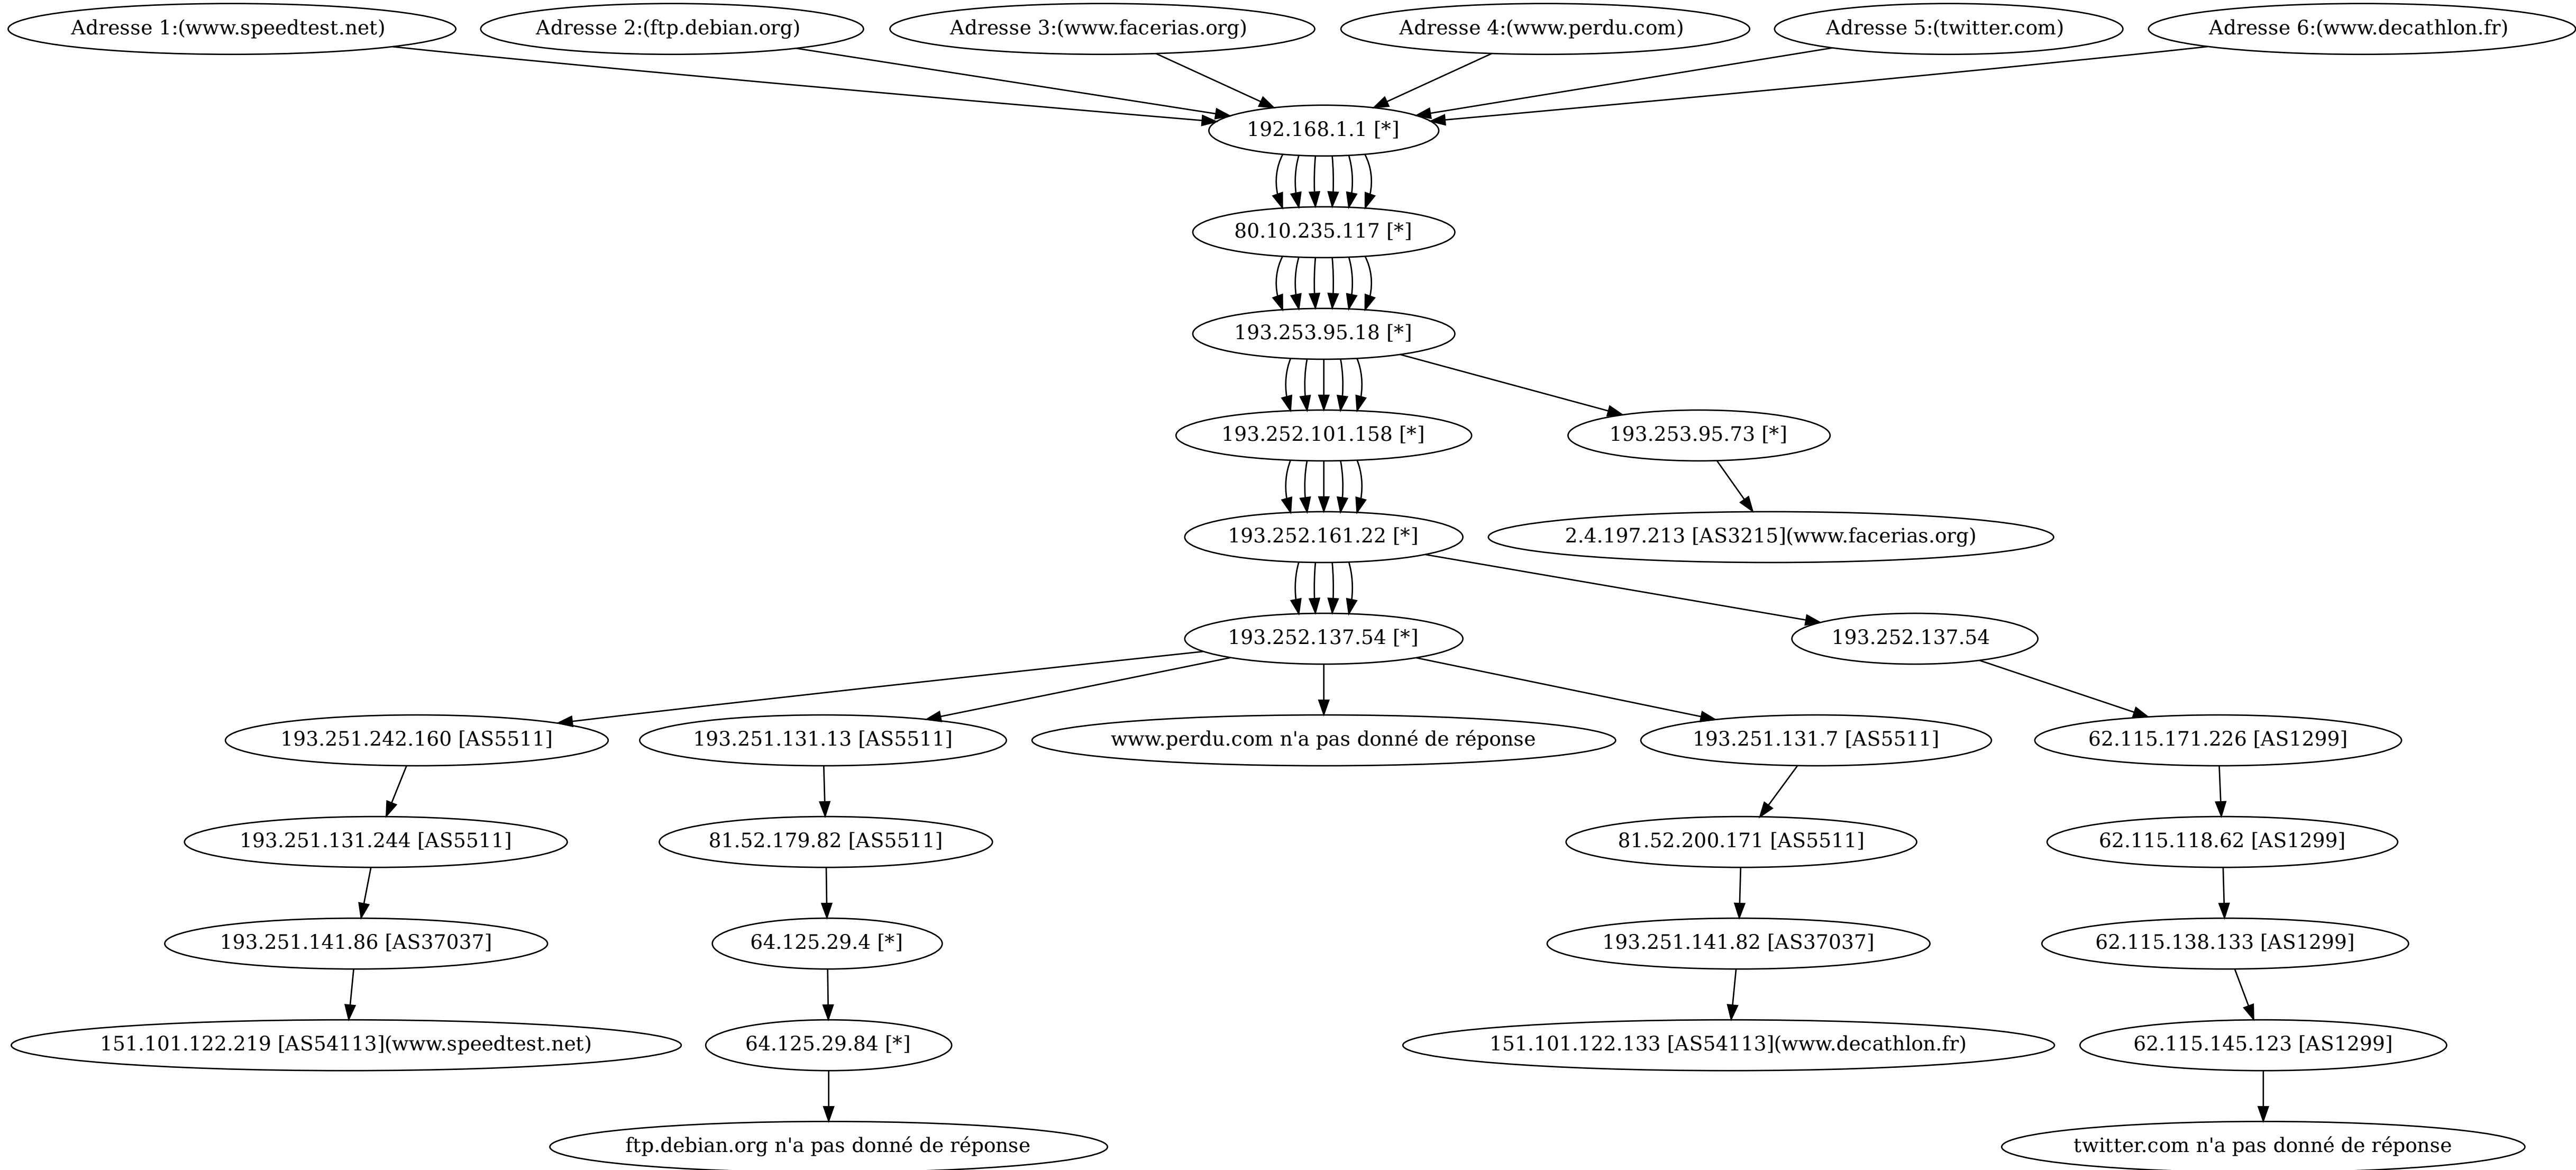 Adresse 1:(www.speedtest.net)
Adresse 2:(ftp.debian.org)
Adresse 3:(www.facerias.org)
Adresse 4:(www.perdu.com)
Adresse 5:(twitter.com)
Adresse 6:(www.decathlon.fr)
192.168.1.1 [*]
80.10.235.117 [*]
193.253.95.18 [*]
193.252.101.158 [*]
193.253.95.73 [*]
193.252.161.22 [*]
2.4.197.213 [AS3215](www.facerias.org)
193.252.137.54 [*]
193.252.137.54
193.251.242.160 [AS5511]
193.251.131.13 [AS5511]
www.perdu.com n'a pas donné de réponse
193.251.131.7 [AS5511]
62.115.171.226 [AS1299]
193.251.131.244 [AS5511]
81.52.179.82 [AS5511]
81.52.200.171 [AS5511]
62.115.118.62 [AS1299]
193.251.141.86 [AS37037]
64.125.29.4 [*]
193.251.141.82 [AS37037]
62.115.138.133 [AS1299]
151.101.122.219 [AS54113](www.speedtest.net)
64.125.29.84 [*]
151.101.122.133 [AS54113](www.decathlon.fr)
62.115.145.123 [AS1299]
ftp.debian.org n'a pas donné de réponse
twitter.com n'a pas donné de réponse